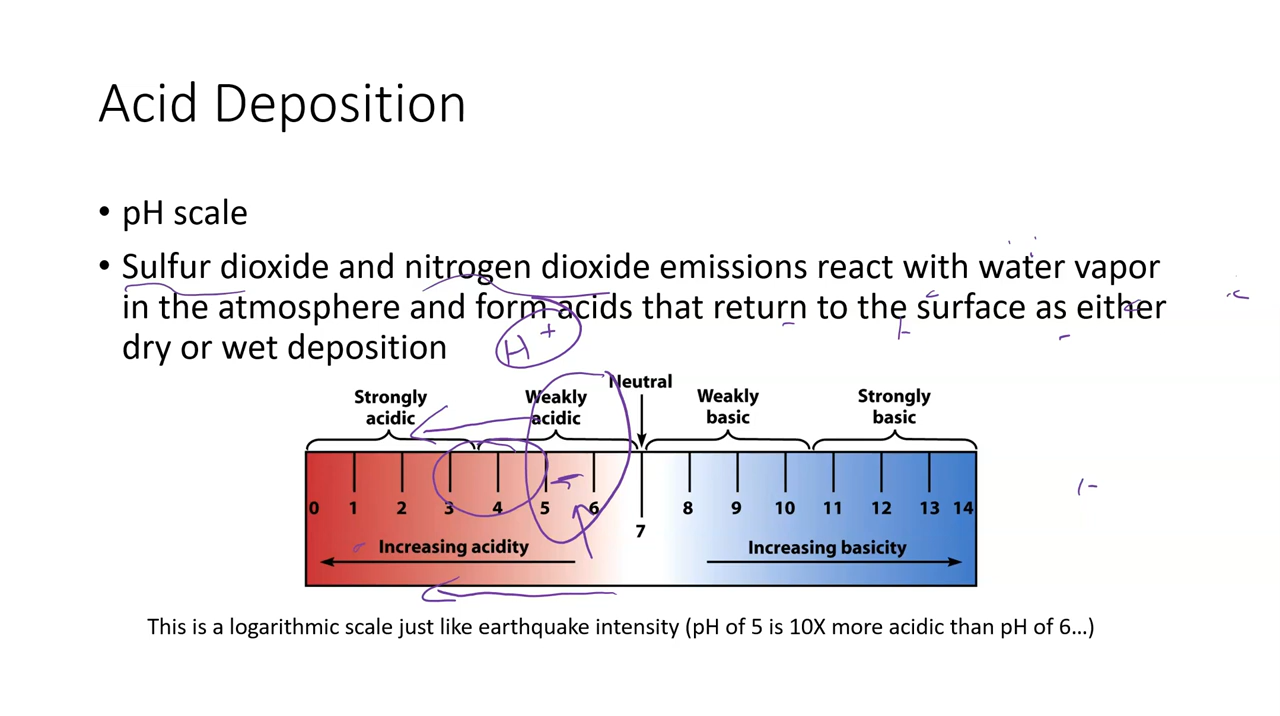 Acid Deposition
• pH scale
• Sulfur dioxide and nitrogen dioxide emissions react with water vapor
in the atmosphere and form acids that return to the surface as either
dry or wet deposition
H+
Neutral
Strongly
acidic
Weakly
acidic
Weakly
basic
Strongly
basic
0 1 2 3 4 5 6 7 8 9 10 11 12 13 14
Increasing acidity
Increasing basicity
This is a logarithmic scale just like earthquake intensity (pH of 5 is 10X more acidic than pH of 6…)